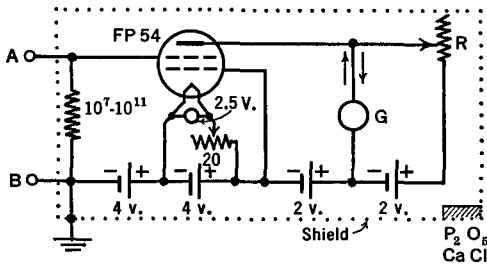 FP 54
A
R
2.5 V.
10⁷-10¹¹
G
20
B
- + - + - + - +
4 v. 4 v. 2 v. 2 v.
Shield
P₂ O₅
Ca Cl